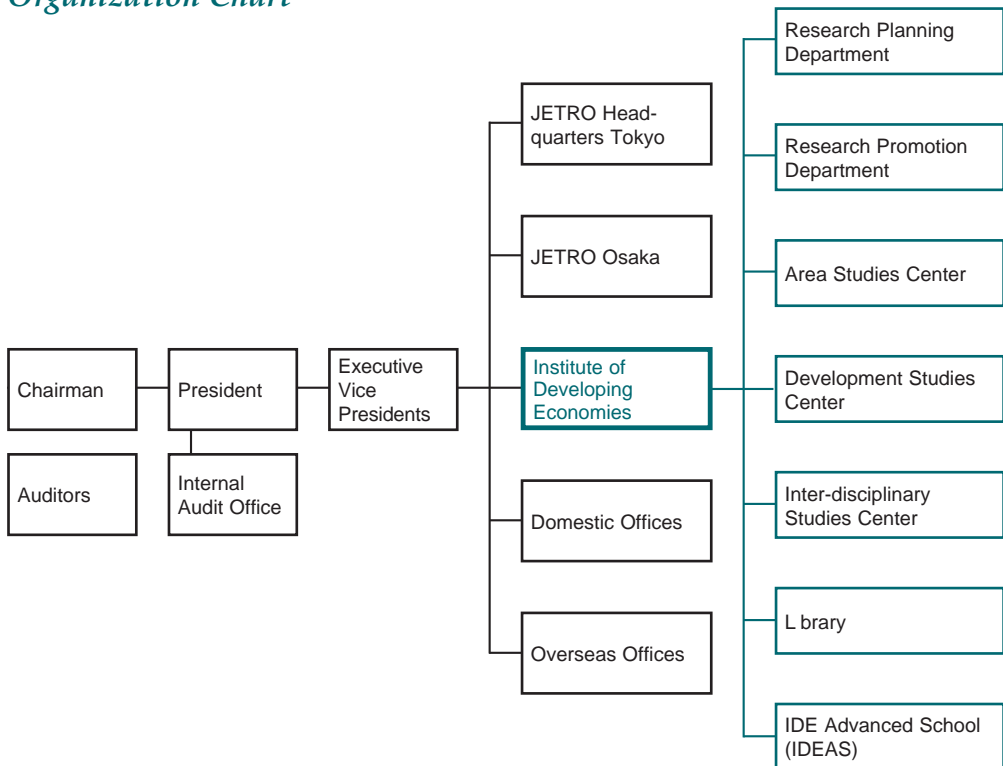 Organization Chart
Research Planning
Department
JETRO Head-
quarters Tokyo
Research Promotion
Department
JETRO Osaka
Area Studies Center
Chairman
President
Executive
Vice
Presidents
Institute of
Developing
Economies
Development Studies
Center
Auditors
Internal
Audit Office
Domestic Offices
Inter-disciplinary
Studies Center
Overseas Offices
L brary
IDE Advanced School
(IDEAS)